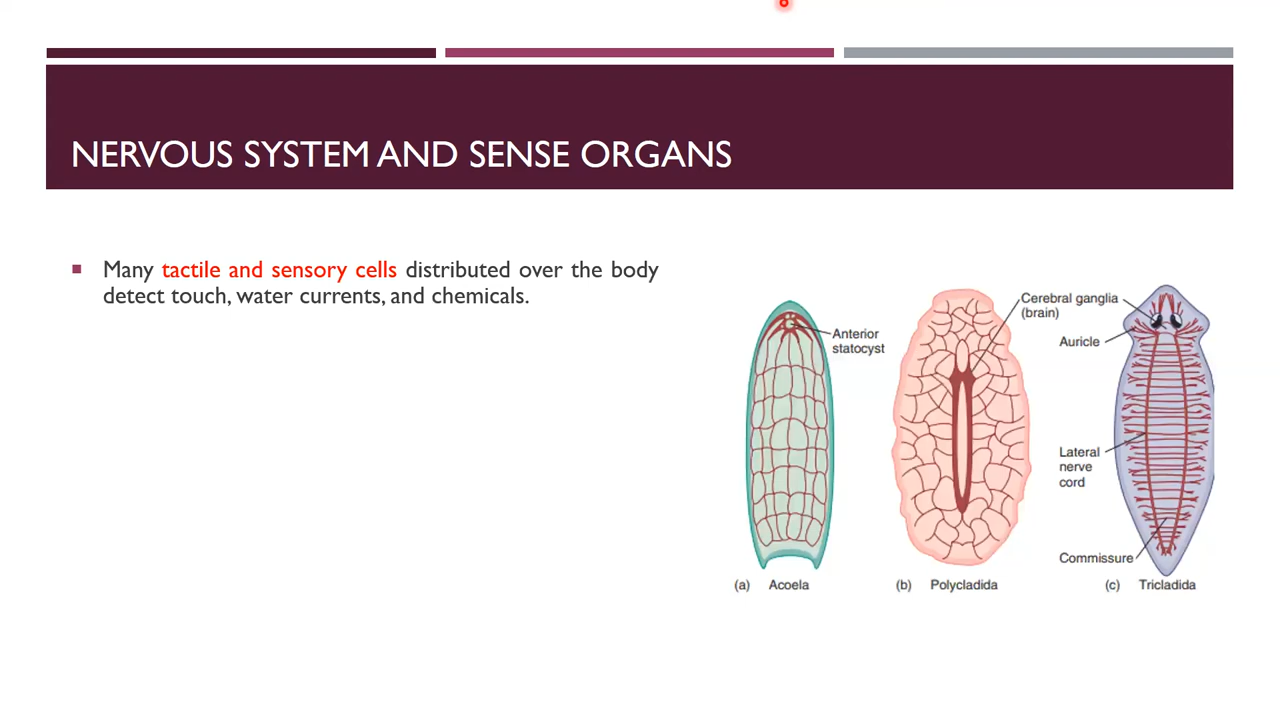 NERVOUS SYSTEM AND SENSE ORGANS
Many tactile and sensory cells distributed over the body
detect touch, water currents, and chemicals.
Anterior
statocyst
Cerebral ganglia
(brain)
Auricle
Lateral
nerve
cord
Commissure
(a) Acoela
(b) Polycladida
(c) Tricladida